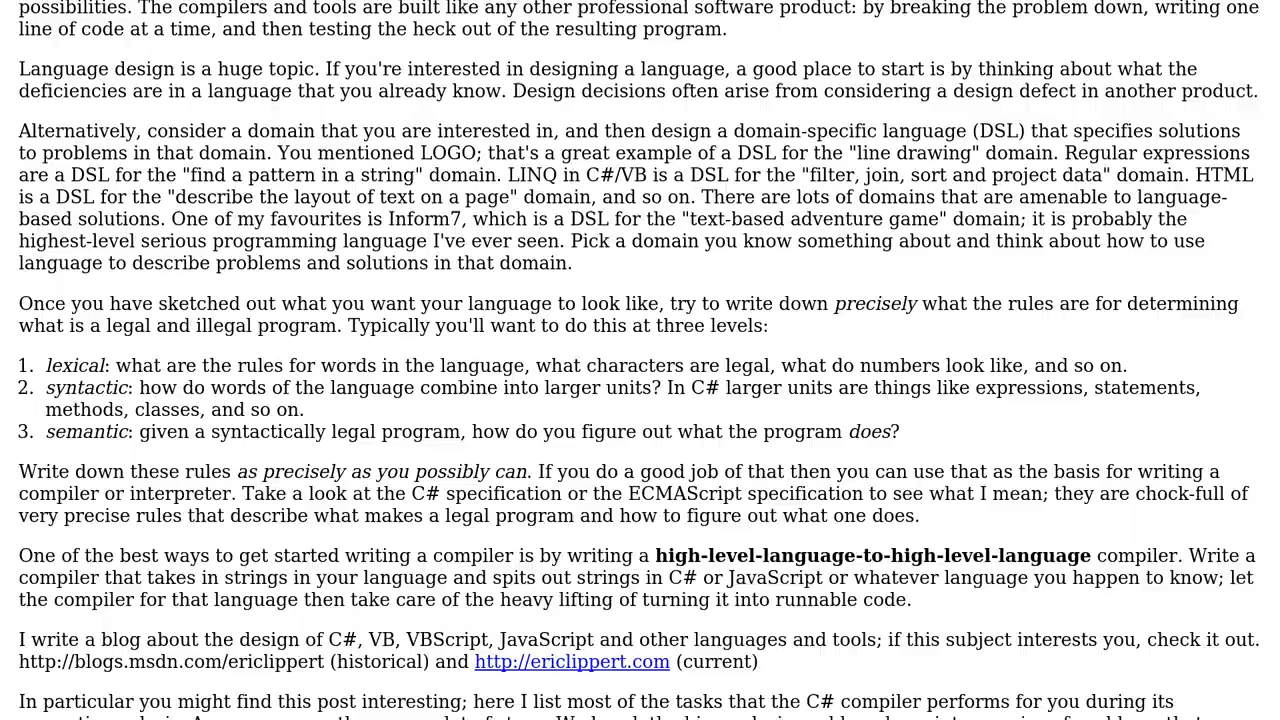 possibilities. The compilers and tools are built like any other professional software product: by breaking the problem down, writing one
line of code at a time, and then testing the heck out of the resulting program.
Language design is a huge topic. If you're interested in designing a language, a good place to start is by thinking about what the
deficiencies are in a language that you already know. Design decisions often arise from considering a design defect in another product.
Alternatively, consider a domain that you are interested in, and then design a domain-specific language (DSL) that specifies solutions
to problems in that domain. You mentioned LOGO; that's a great example of a DSL for the "line drawing" domain. Regular expressions
are a DSL for the "find a pattern in a string" domain. LINQ in C#/VB is a DSL for the "filter, join, sort and project data" domain. HTML
is a DSL for the "describe the layout of text on a page" domain, and so on. There are lots of domains that are amenable to language-
based solutions. One of my favourites is Inform7, which is a DSL for the "text-based adventure game" domain; it is probably the
highest-level serious programming language I've ever seen. Pick a domain you know something about and think about how to use
language to describe problems and solutions in that domain.
Once you have sketched out what you want your language to look like, try to write down precisely what the rules are for determining
what is a legal and illegal program. Typically you'll want to do this at three levels:
1. lexical: what are the rules for words in the language, what characters are legal, what do numbers look like, and so on.
2. syntactic: how do words of the language combine into larger units? In C# larger units are things like expressions, statements,
methods, classes, and so on.
3. semantic: given a syntactically legal program, how do you figure out what the program does?
Write down these rules as precisely as you possibly can. If you do a good job of that then you can use that as the basis for writing a
compiler or interpreter. Take a look at the C# specification or the ECMAScript specification to see what I mean; they are chock-full of
very precise rules that describe what makes a legal program and how to figure out what one does.
One of the best ways to get started writing a compiler is by writing a high-level-language-to-high-level-language compiler. Write a
compiler that takes in strings in your language and spits out strings in C# or JavaScript or whatever language you happen to know; let
the compiler for that language then take care of the heavy lifting of turning it into runnable code.
I write a blog about the design of C#, VB, VBScript, JavaScript and other languages and tools; if this subject interests you, check it out.
http://blogs.msdn.com/ericlippert (historical) and http://ericlippert.com (current)
In particular you might find this post interesting; here I list most of the tasks that the C# compiler performs for you during its